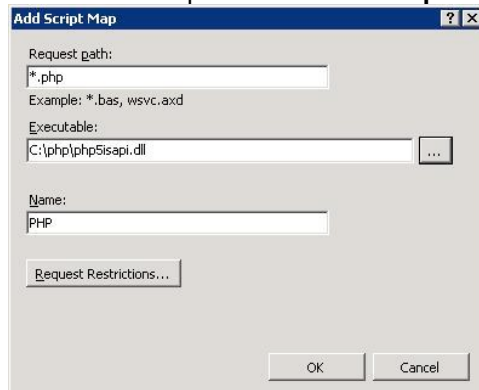 Add Script Map
Request path:
*.php
Example: *.bas, wsvc.axd
Executable:
C:\php\php5isapi.dll
...
Name:
PHP
Request Restrictions...
OK Cancel